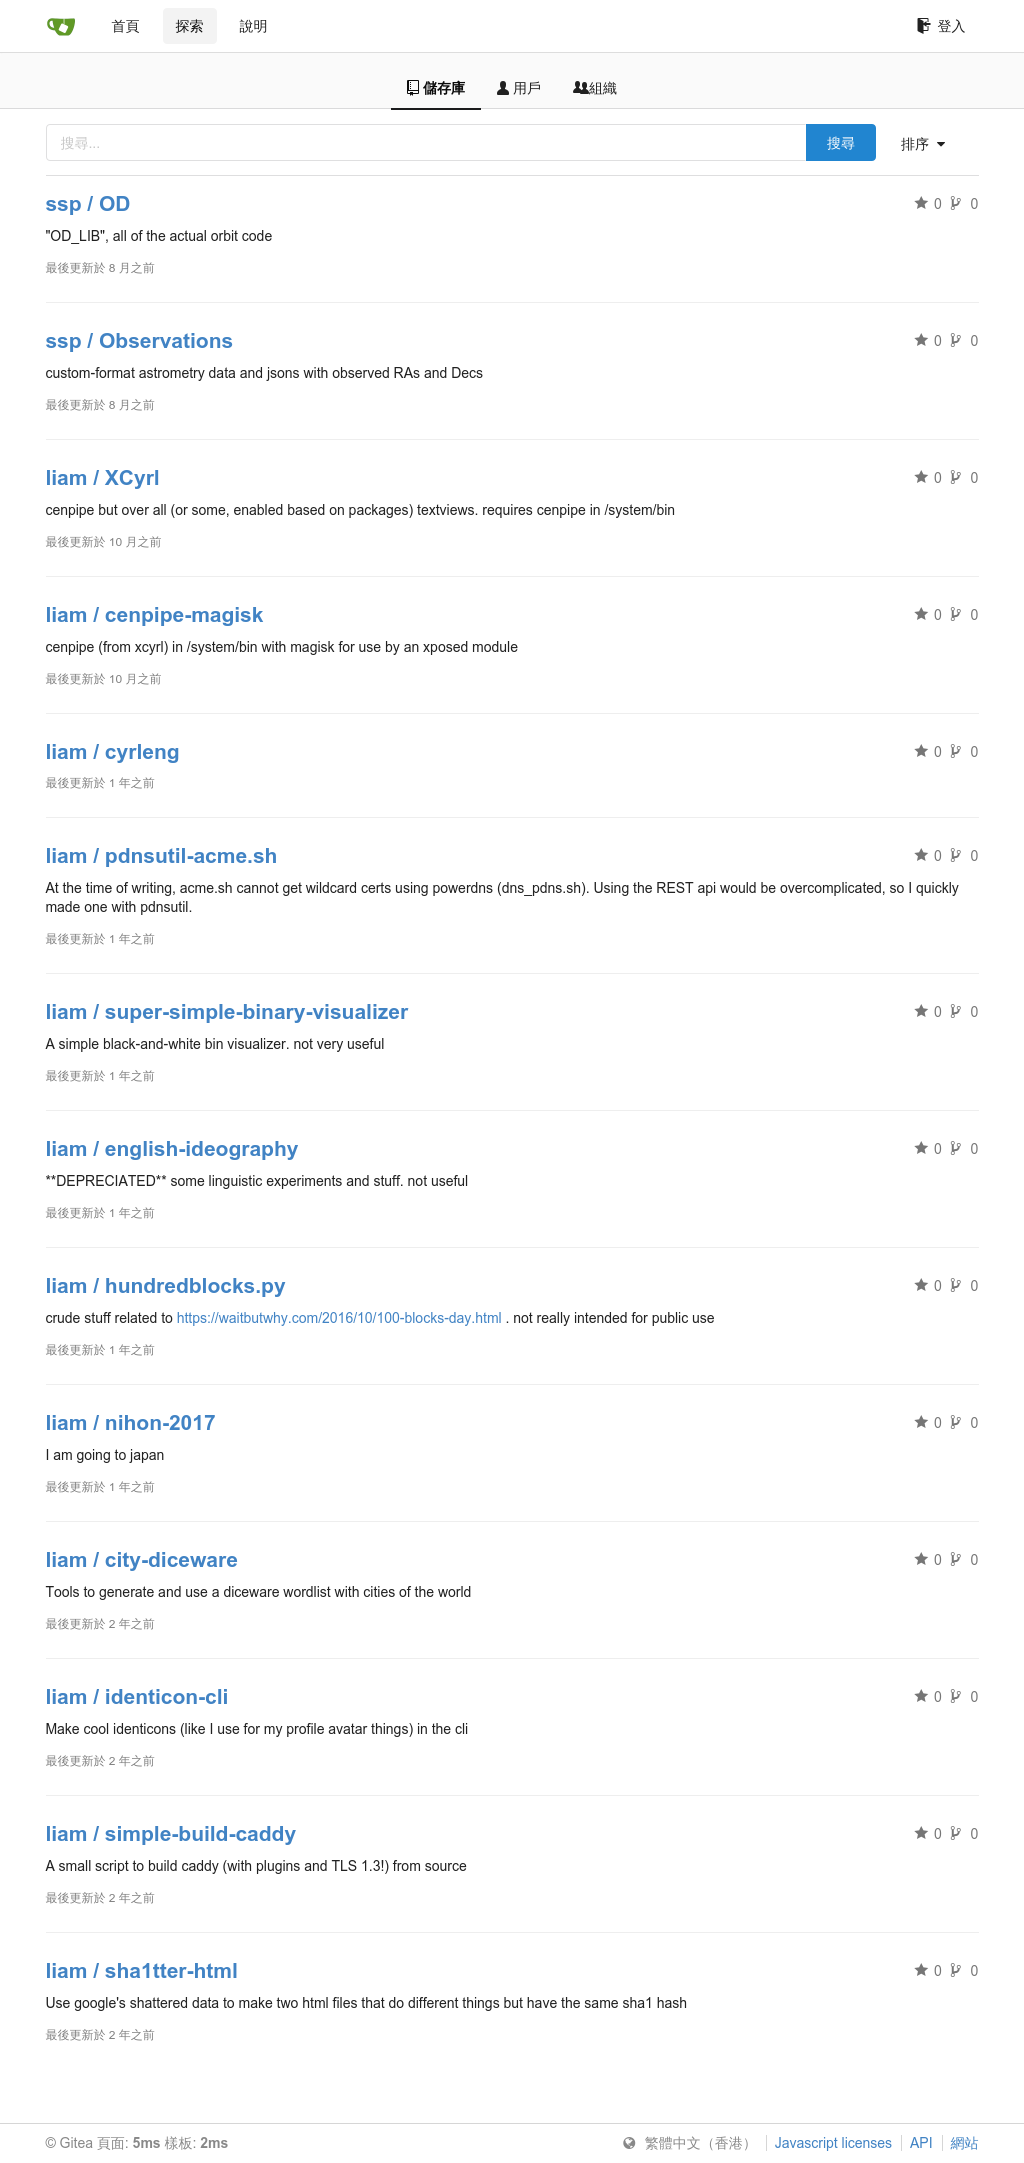 首頁 探索 說明 登入
儲存庫 用戶 組織
搜尋... 搜尋 排序
ssp / OD 0 0
"OD_LIB", all of the actual orbit code
最後更新於 8 月之前
ssp / Observations 0 0
custom-format astrometry data and jsons with observed RAs and Decs
最後更新於 8 月之前
liam / XCyrl 0 0
cenpipe but over all (or some, enabled based on packages) textviews. requires cenpipe in /system/bin
最後更新於 10 月之前
liam / cenpipe-magisk 0 0
cenpipe (from xcyrl) in /system/bin with magisk for use by an xposed module
最後更新於 10 月之前
liam / cyrleng 0 0
最後更新於 1 年之前
liam / pdnsutil-acme.sh 0 0
At the time of writing, acme.sh cannot get wildcard certs using powerdns (dns_pdns.sh). Using the REST api would be overcomplicated, so I quickly
made one with pdnsutil.
最後更新於 1 年之前
liam / super-simple-binary-visualizer 0 0
A simple black-and-white bin visualizer. not very useful
最後更新於 1 年之前
liam / english-ideography 0 0
**DEPRECIATED** some linguistic experiments and stuff. not useful
最後更新於 1 年之前
liam / hundredblocks.py 0 0
crude stuff related to https://waitbutwhy.com/2016/10/100-blocks-day.html . not really intended for public use
最後更新於 1 年之前
liam / nihon-2017 0 0
I am going to japan
最後更新於 1 年之前
liam / city-diceware 0 0
Tools to generate and use a diceware wordlist with cities of the world
最後更新於 2 年之前
liam / identicon-cli 0 0
Make cool identicons (like I use for my profile avatar things) in the cli
最後更新於 2 年之前
liam / simple-build-caddy 0 0
A small script to build caddy (with plugins and TLS 1.3!) from source
最後更新於 2 年之前
liam / sha1tter-html 0 0
Use google's shattered data to make two html files that do different things but have the same sha1 hash
最後更新於 2 年之前
© Gitea 頁面: 5ms 樣板: 2ms 繁體中文（香港） Javascript licenses API 網站